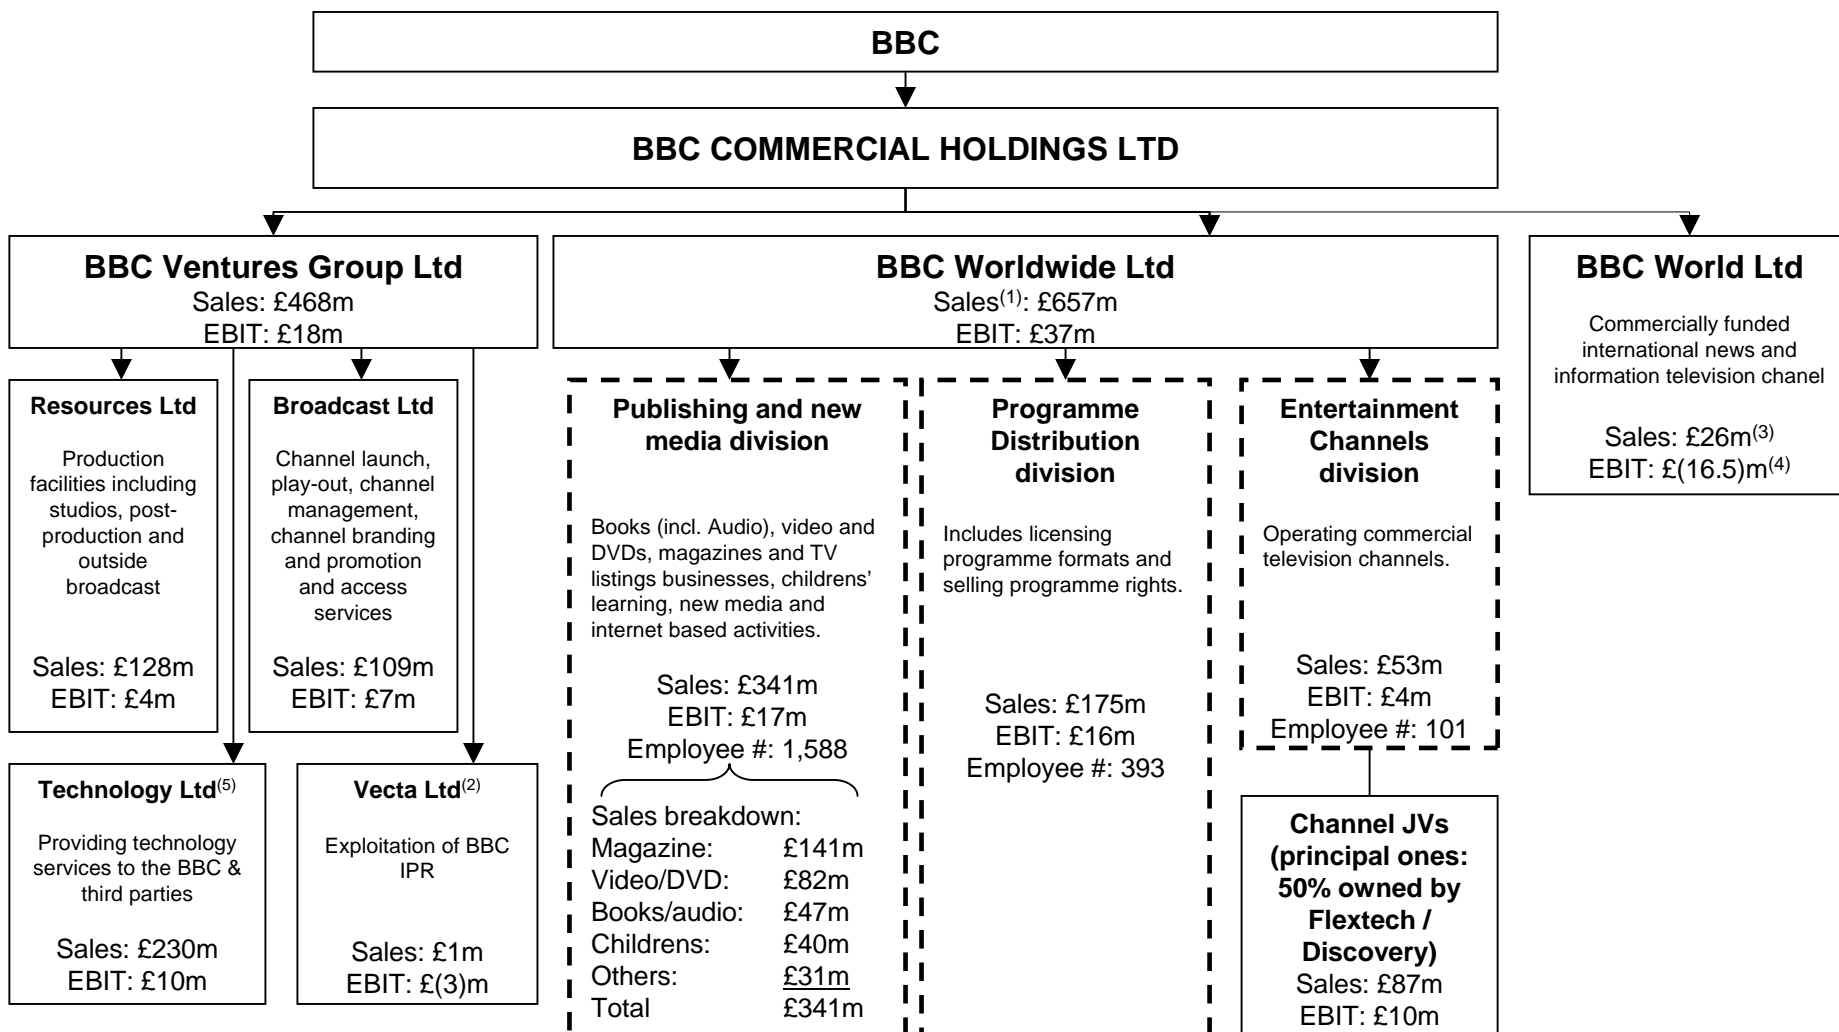 BBC
BBC COMMERCIAL HOLDINGS LTD
BBC Ventures Group Ltd
Sales: £468m
EBIT: £18m
BBC Worldwide Ltd
Sales(1): £657m
EBIT: £37m
BBC World Ltd
Commercially funded
international news and
information television chanel
Sales: £26m(3)
EBIT: £(16.5)m(4)
Resources Ltd
Production
facilities including
studios, post-
production and
outside
broadcast
Sales: £128m
EBIT: £4m
Broadcast Ltd
Channel launch,
play-out, channel
management,
channel branding
and promotion
and access
services
Sales: £109m
EBIT: £7m
Technology Ltd(5)
Providing technology
services to the BBC &
third parties
Sales: £230m
EBIT: £10m
Vecta Ltd(2)
Exploitation of BBC
IPR
Sales: £1m
EBIT: £(3)m
Publishing and new
media division
Books (incl. Audio), video and
DVDs, magazines and TV
listings businesses, childrens’
learning, new media and
internet based activities.
Sales: £341m
EBIT: £17m
Employee #: 1,588
Sales breakdown:
Magazine: £141m
Video/DVD: £82m
Books/audio: £47m
Childrens: £40m
Others: £31m
Total £341m
Programme
Distribution
division
Includes licensing
programme formats and
selling programme rights.
Sales: £175m
EBIT: £16m
Employee #: 393
Entertainment
Channels
division
Operating commercial
television channels.
Sales: £53m
EBIT: £4m
Employee #: 101
Channel JVs
(principal ones:
50% owned by
Flextech /
Discovery)
Sales: £87m
EBIT: £10m